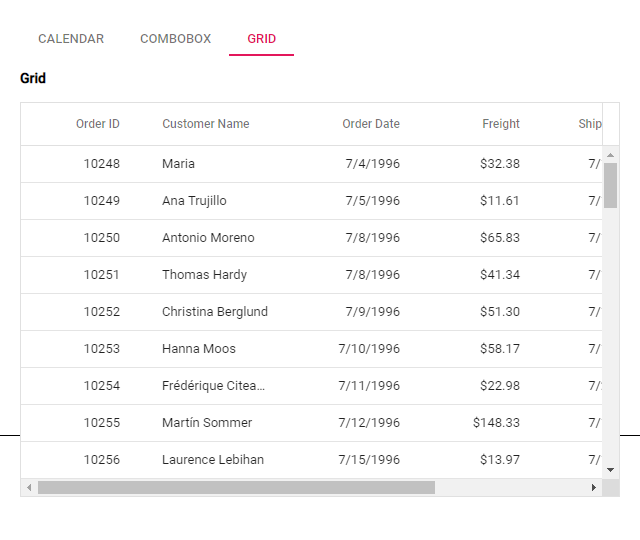 CALENDAR COMBOBOX GRID
Grid
Order ID Customer Name Order Date Freight Ship
10248 Maria 7/4/1996 $32.38 7/
10249 Ana Trujillo 7/5/1996 $11.61 7/
10250 Antonio Moreno 7/8/1996 $65.83 7/
10251 Thomas Hardy 7/8/1996 $41.34 7/
10252 Christina Berglund 7/9/1996 $51.30 7/
10253 Hanna Moos 7/10/1996 $58.17 7/
10254 Frédérique Citea... 7/11/1996 $22.98 7/
10255 Martín Sommer 7/12/1996 $148.33 7/
10256 Laurence Lebihan 7/15/1996 $13.97 7/